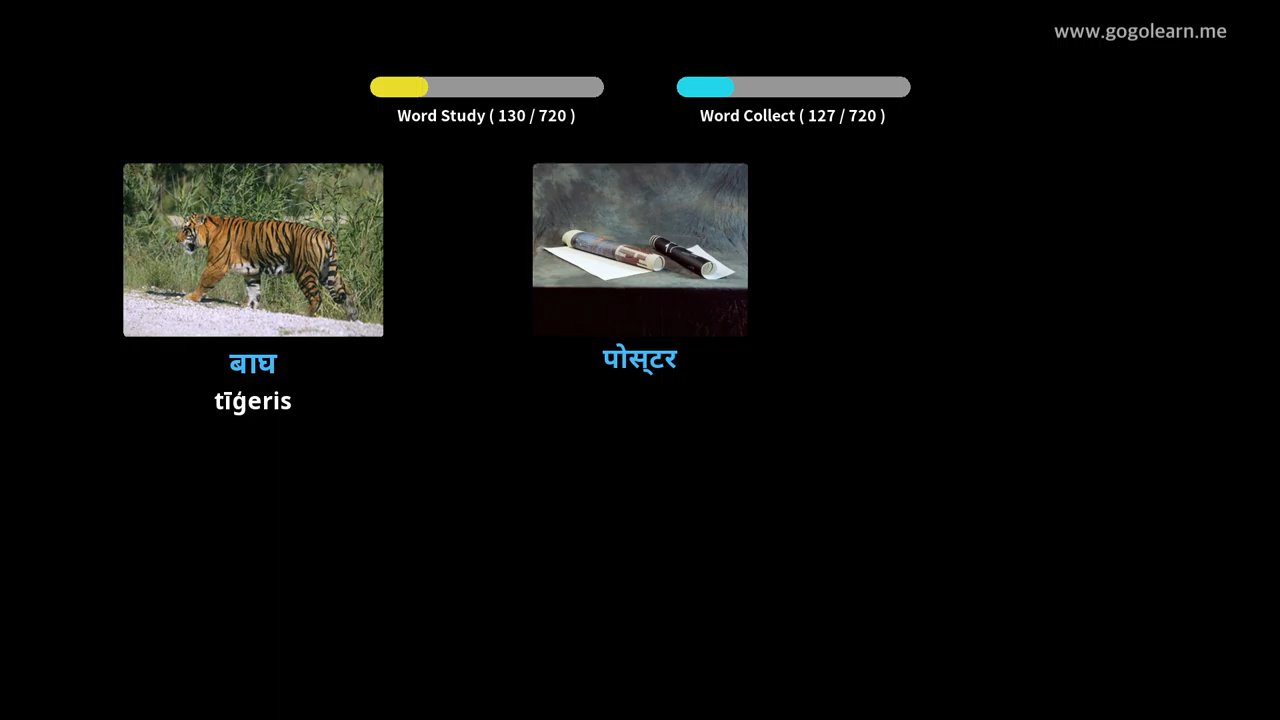 www.gogolearn.me
Word Study ( 130 / 720 )
Word Collect ( 127 / 720 )
बाघ
tīģeris
पोस्‌टर